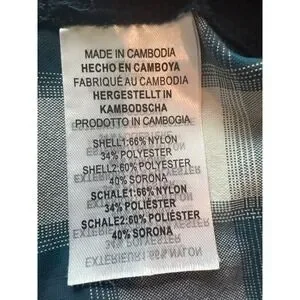 MADE IN CAMBODIA
HECHO EN CAMBOYA
FABRIQUÉ AU CAMBODIA
HERGESTELLT IN
KAMBODSCHA
PRODOTTO IN CAMBOGIA
SHELL1:66% NYLON
34% POLYESTER
SHELL2:60% POLYESTER
40% SORONA
SCHALE1:66% NYLON
34% POLIÉSTER
SCHALE2:60% POLIÉSTER
40% SORONA